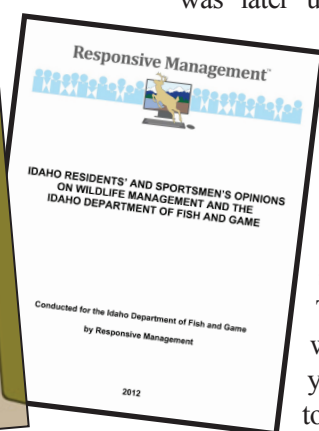 was later
Responsive Management™
IDAHO RESIDENTS' AND SPORTSMEN'S OPINIONS
ON WILDLIFE MANAGEMENT AND THE
IDAHO DEPARTMENT OF FISH AND GAME
Conducted for the Idaho Department of Fish and Game
by Responsive Management
2012
to